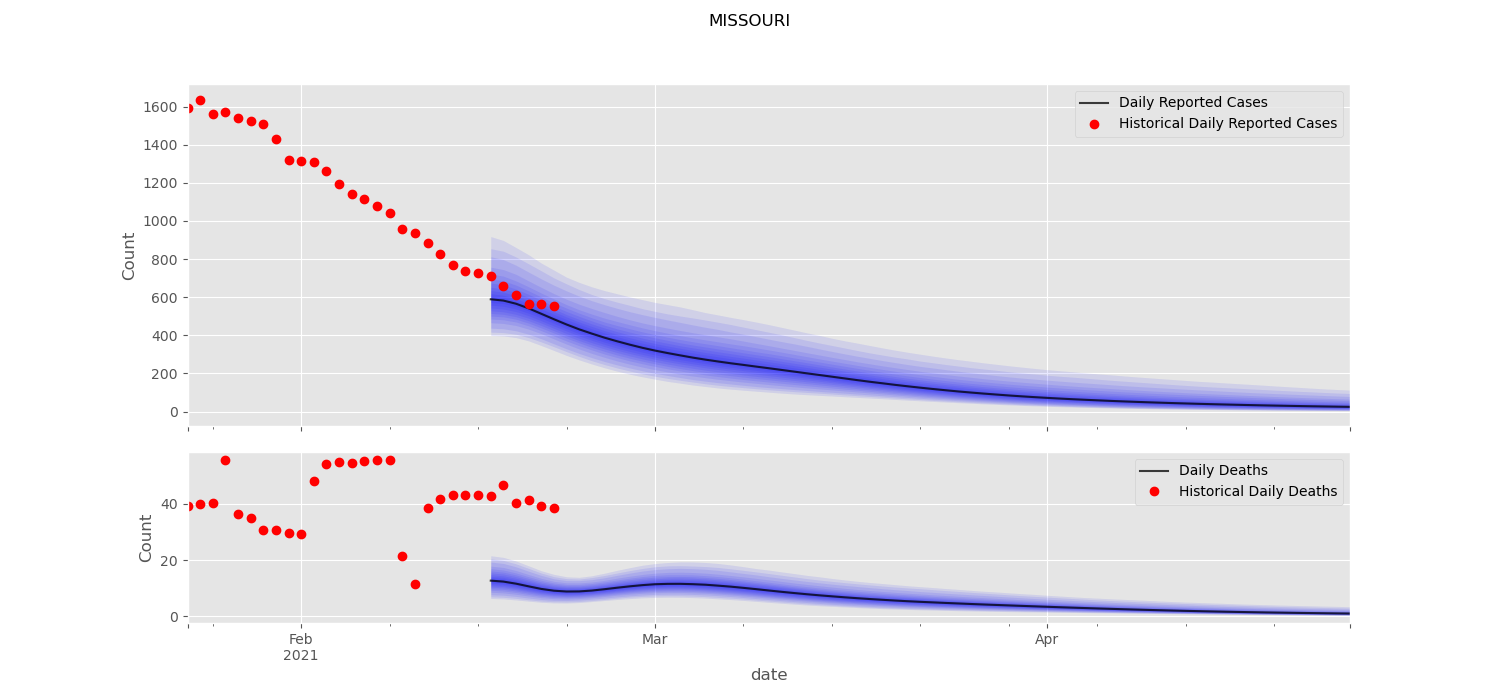 MISSOURI
Daily Reported Cases
Historical Daily Reported Cases
1600
1400
1200
1000
800
600
400
200
0
Count
Daily Deaths
Historical Daily Deaths
40
20
0
Count
Feb
2021
Mar
Apr
date